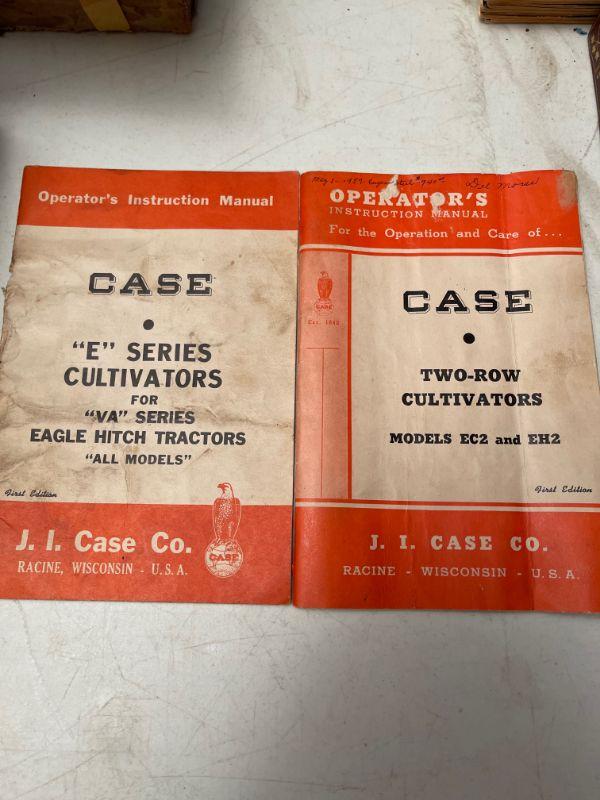 Operator's Instruction Manual
CASE
"E" SERIES
CULTIVATORS
FOR
"VA" SERIES
EAGLE HITCH TRACTORS
"ALL MODELS"
First Edition
J. I. Case Co.
RACINE, WISCONSIN - U. S. A.
CASE
OPERATOR'S
INSTRUCTION MANUAL
For the Operation and Care of . . .
CASE
Est. 1842
CASE
TWO-ROW
CULTIVATORS
MODELS EC2 and EH2
First Edition
J. I. CASE CO.
RACINE - WISCONSIN - U. S. A.